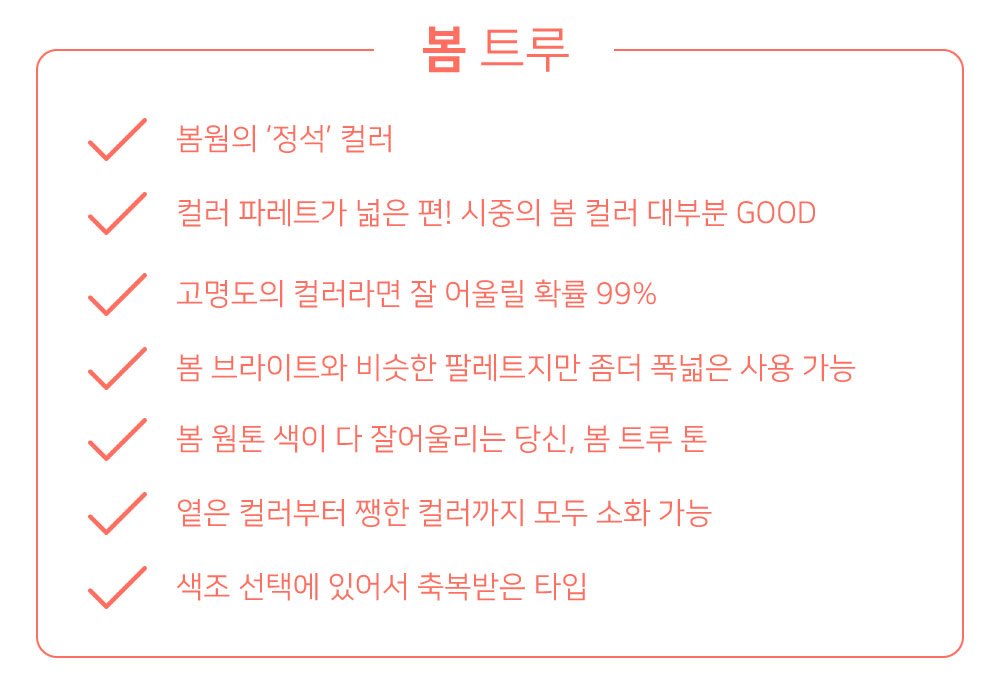 봄 트루
봄웜의 ‘정석’ 컬러
컬러 파레트가 넓은 편! 시중의 봄 컬러 대부분 GOOD
고명도의 컬러라면 잘 어울릴 확률 99%
봄 브라이트와 비슷한 팔레트지만 좀더 폭넓은 사용 가능
봄 웜톤 색이 다 잘어울리는 당신, 봄 트루 톤
옅은 컬러부터 쨍한 컬러까지 모두 소화 가능
색조 선택에 있어서 축복받은 타입